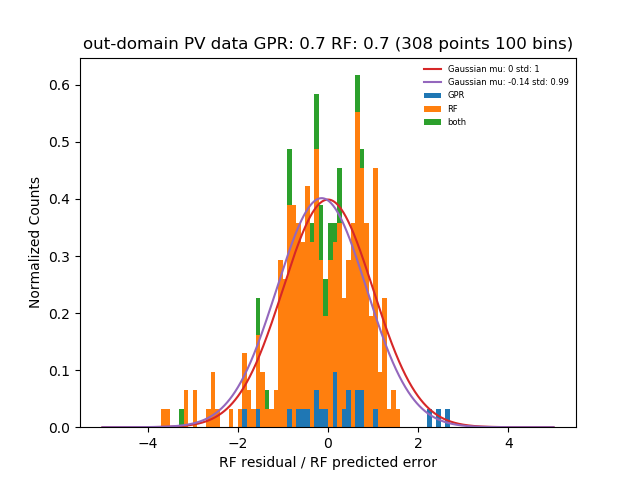 out-domain PV data GPR: 0.7 RF: 0.7 (308 points 100 bins)
Gaussian mu: 0 std: 1
Gaussian mu: -0.14 std: 0.99
GPR
RF
both
Normalized Counts
0.6
0.5
0.4
0.3
0.2
0.1
0.0
−4 −2 0 2 4
RF residual / RF predicted error